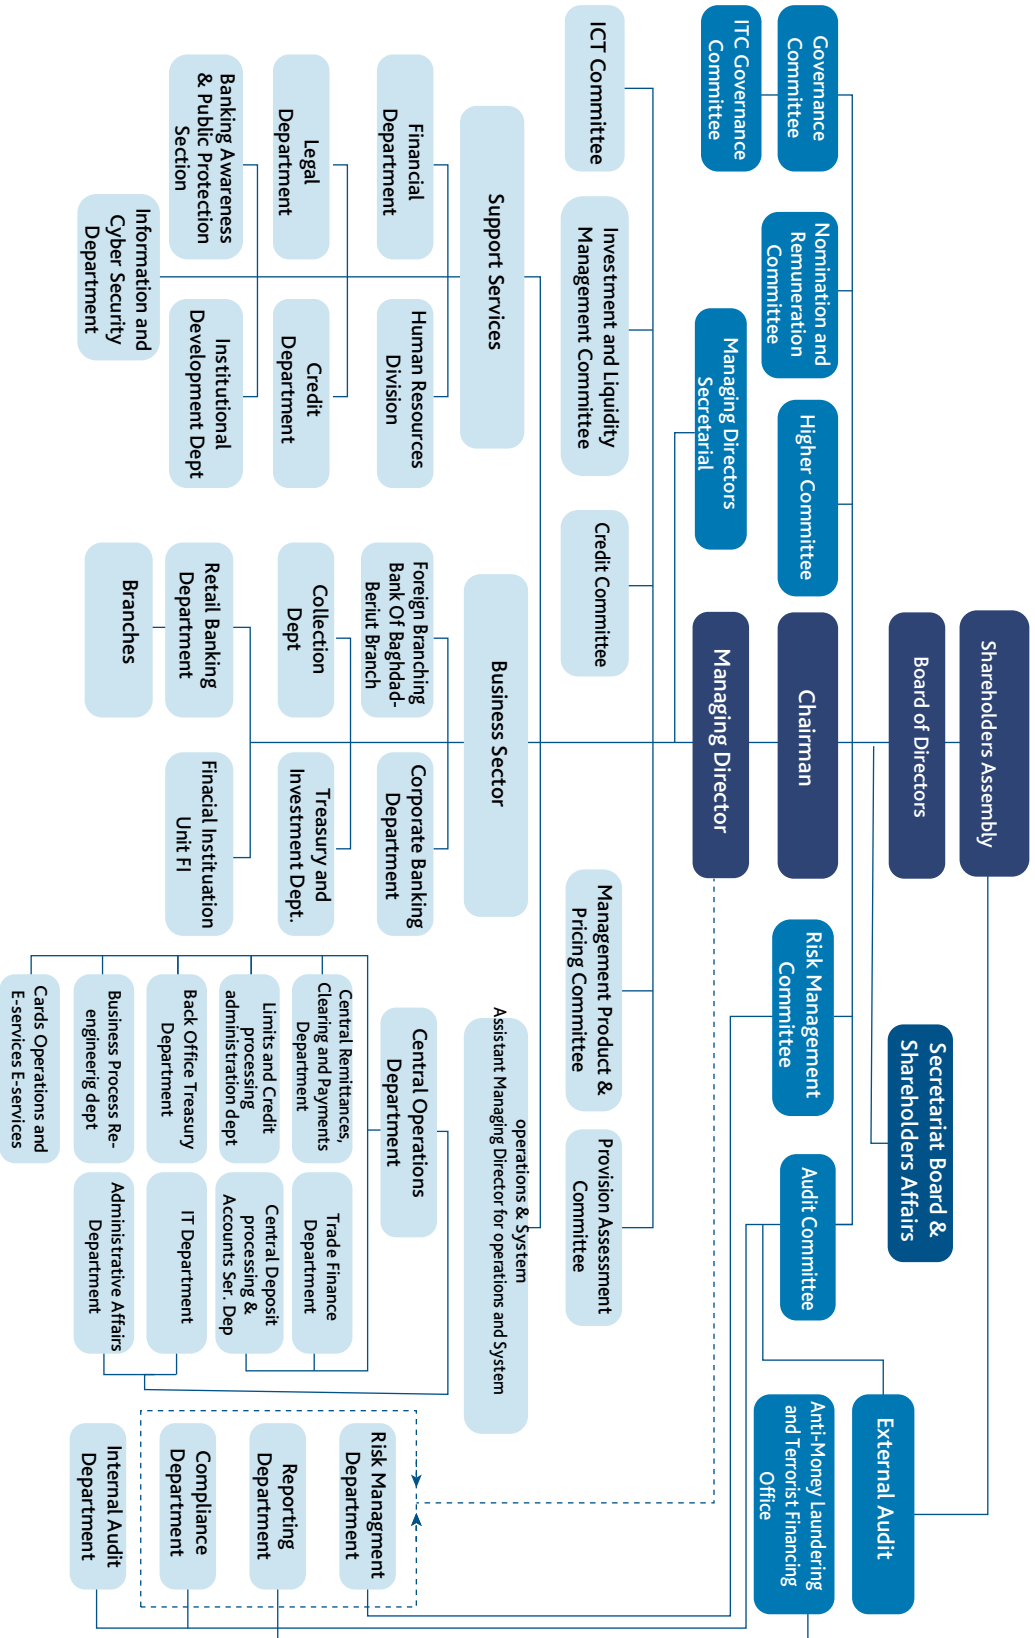 Shareholders Assembly
Board of Directors
Secretariat Board &
Shareholders Affairs
External Audit
Chairman
Governance
Committee
ITC Governance
Committee
Nomination and
Remuneration
Committee
Higher Committee
Risk Management
Committee
Audit Committee
Anti-Money Laundering
and Terrorist Financing
Office
Managing Directors
Secretarial
Managing Director
ICT Committee
Investment and Liquidity
Management Committee
Credit Committee
Management Product &
Pricing Committee
Provision Assessment
Committee
Support Services
Business Sector
operations & System
Assistant Managing Director for operations and System
Financial
Department
Human Resources
Division
Legal
Department
Credit
Department
Banking Awareness
& Public Protection
Section
Institutional
Development Dept
Information and
Cyber Security
Department
Foreign Branching
Bank Of Baghdad-
Beriut Branch
Corporate Banking
Department
Collection
Dept
Treasury and
Investment Dept.
Retail Banking
Department
Finacial Instituation
Unit FI
Branches
Central Operations
Department
Central Remittances,
Clearing and Payments
Department
Trade Finance
Department
Limits and Credit
processing
administration dept
Central Deposit
processing &
Accounts Ser. Dep
Back Office Treasury
Department
IT Department
Business Process Re-
engineerig dept
Administrative Affairs
Department
Cards Operations and
E-services E-services
Risk Managment
Department
Reporting
Department
Compliance
Department
Internal Audit
Department